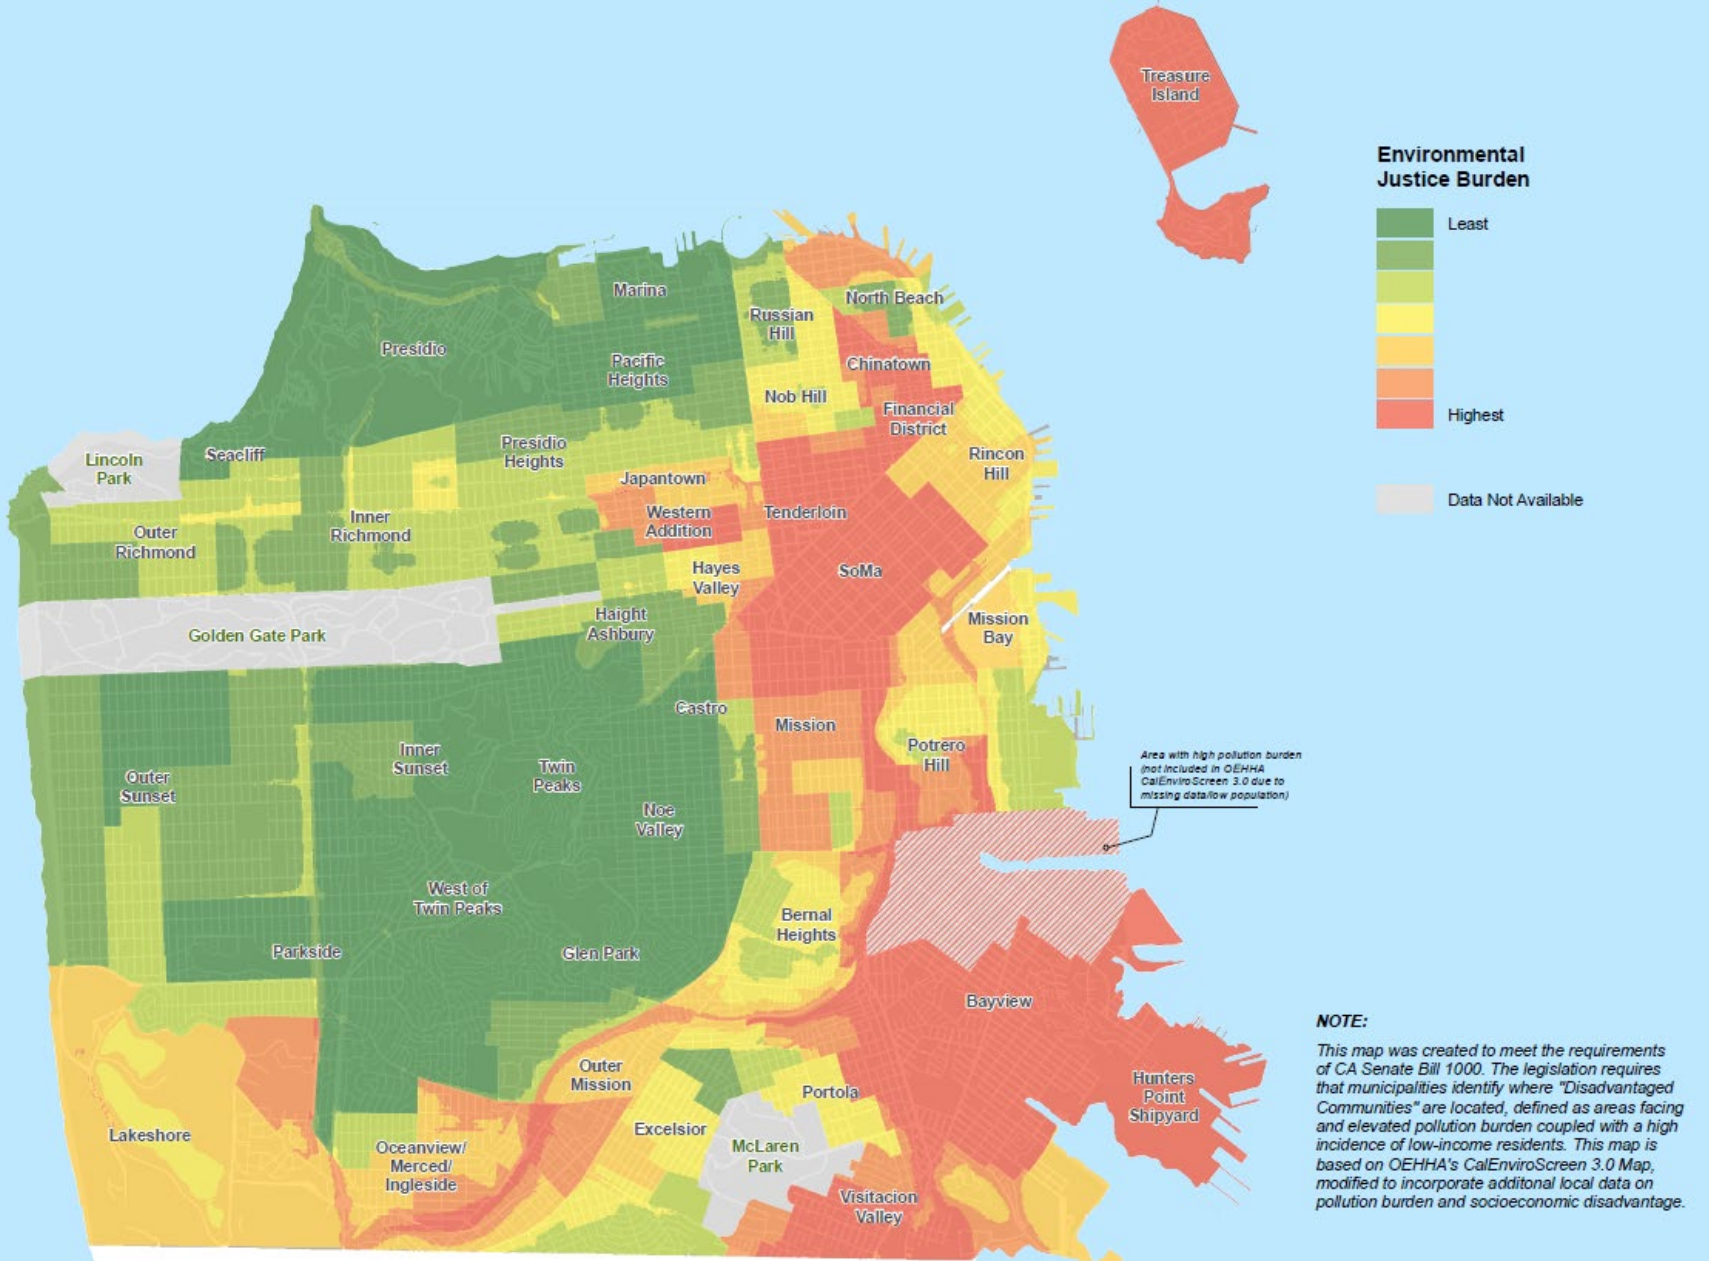 Treasure
Island
Environmental
Justice Burden
Least
Highest
Data Not Available
Marina
North Beach
Russian
Hill
Presidio
Pacific
Heights
Chinatown
Nob Hill
Financial
District
Presidio
Heights
Seacliff
Lincoln
Park
Rincon
Hill
Japantown
Western
Addition
Tenderloin
Inner
Richmond
Outer
Richmond
Hayes
Valley
SoMa
Haight
Ashbury
Mission
Bay
Golden Gate Park
Castro
Mission
Potrero
Hill
Inner
Sunset
Twin
Peaks
Outer
Sunset
Noe
Valley
Area with high pollution burden
(not included in OEHHA
CalEnviroScreen 3.0 due to
missing data/low population)
West of
Twin Peaks
Bernal
Heights
Parkside
Glen Park
Bayview
Outer
Mission
Portola
Hunters
Point
Shipyard
Excelsior
Lakeshore
Oceanview/
Merced/
Ingleside
McLaren
Park
Visitacion
Valley
NOTE:
This map was created to meet the requirements
of CA Senate Bill 1000. The legislation requires
that municipalities identify where "Disadvantaged
Communities" are located, defined as areas facing
and elevated pollution burden coupled with a high
incidence of low-income residents. This map is
based on OEHHA's CalEnviroScreen 3.0 Map,
modified to incorporate additonal local data on
pollution burden and socioeconomic disadvantage.